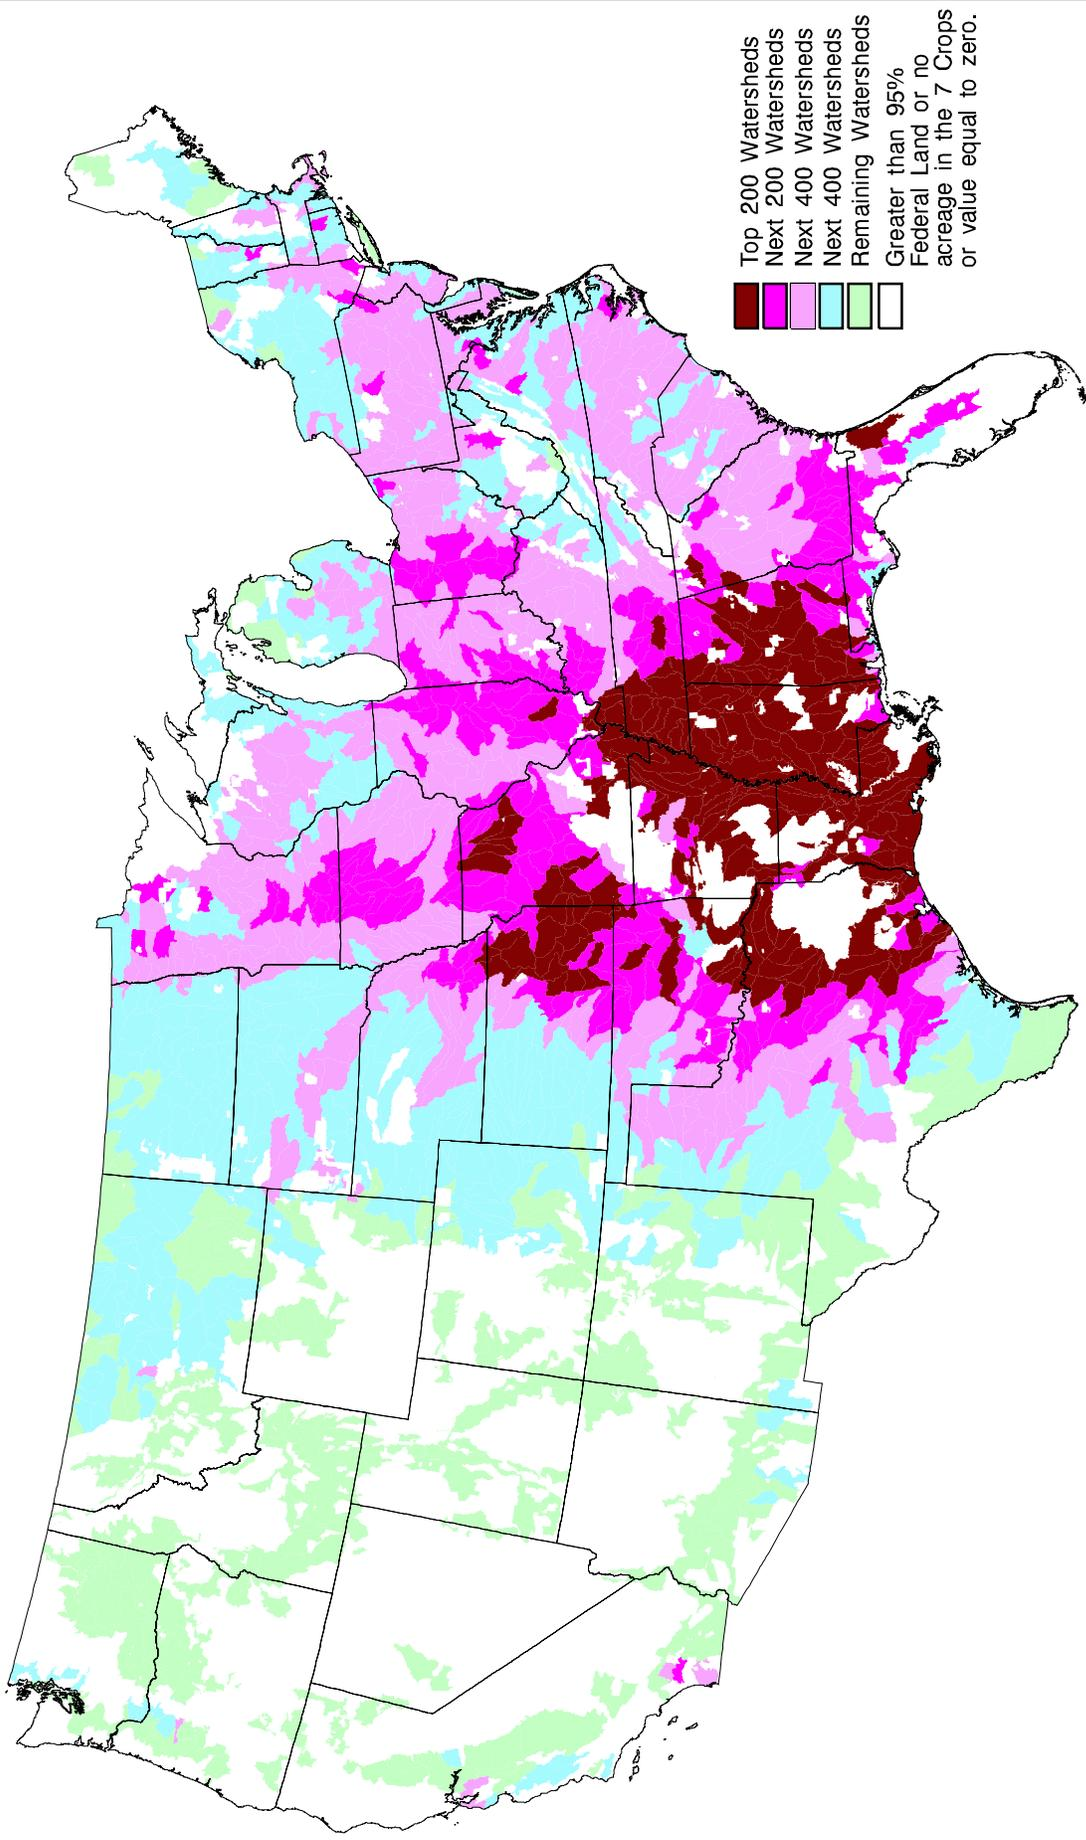 Top 200 Watersheds
Next 200 Watersheds
Next 400 Watersheds
Next 400 Watersheds
Remaining Watersheds
Greater than 95%
Federal Land or no
acreage in the 7 Crops
or value equal to zero.